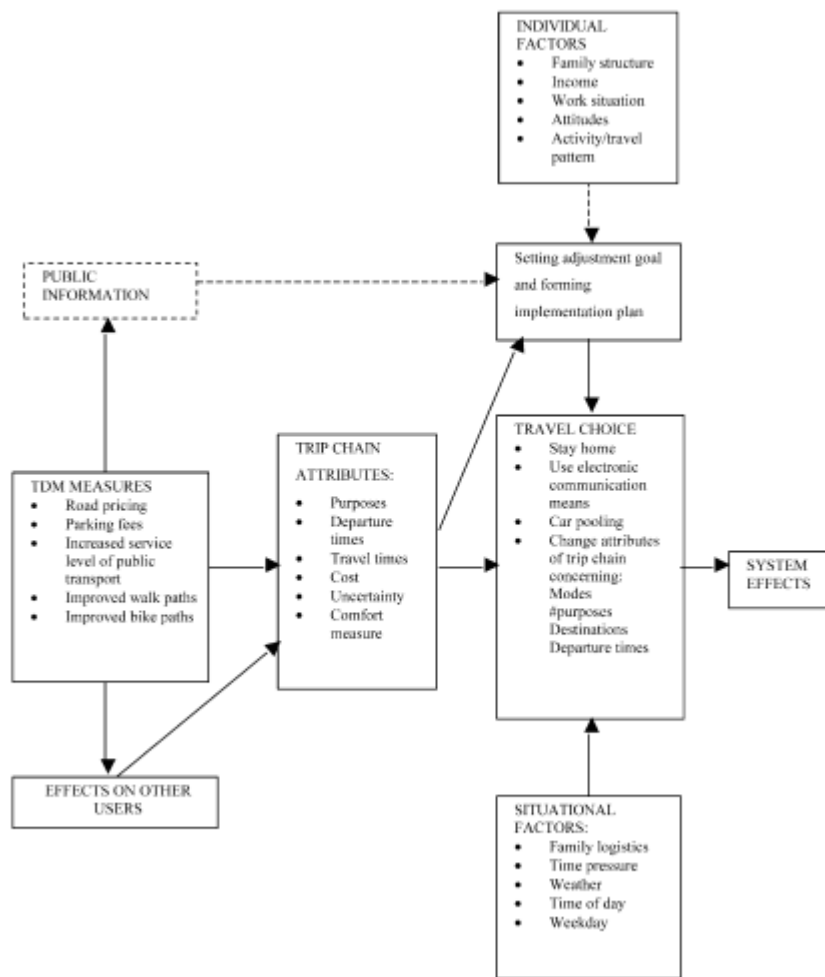 INDIVIDUAL
FACTORS
• Family structure
• Income
• Work situation
• Attitudes
• Activity/travel
pattern
PUBLIC
INFORMATION
Setting adjustment goal
and forming
implementation plan
TDM MEASURES
• Road pricing
• Parking fees
• Increased service
level of public
transport
• Improved walk paths
• Improved bike paths
TRIP CHAIN
ATTRIBUTES:
• Purposes
• Departure
times
• Travel times
• Cost
• Uncertainty
• Comfort
measure
TRAVEL CHOICE
• Stay home
• Use electronic
communication
means
• Car pooling
• Change attributes
of trip chain
concerning:
Modes
#purposes
Destinations
Departure times
SYSTEM
EFFECTS
EFFECTS ON OTHER
USERS
SITUATIONAL
FACTORS:
• Family logistics
• Time pressure
• Weather
• Time of day
• Weekday